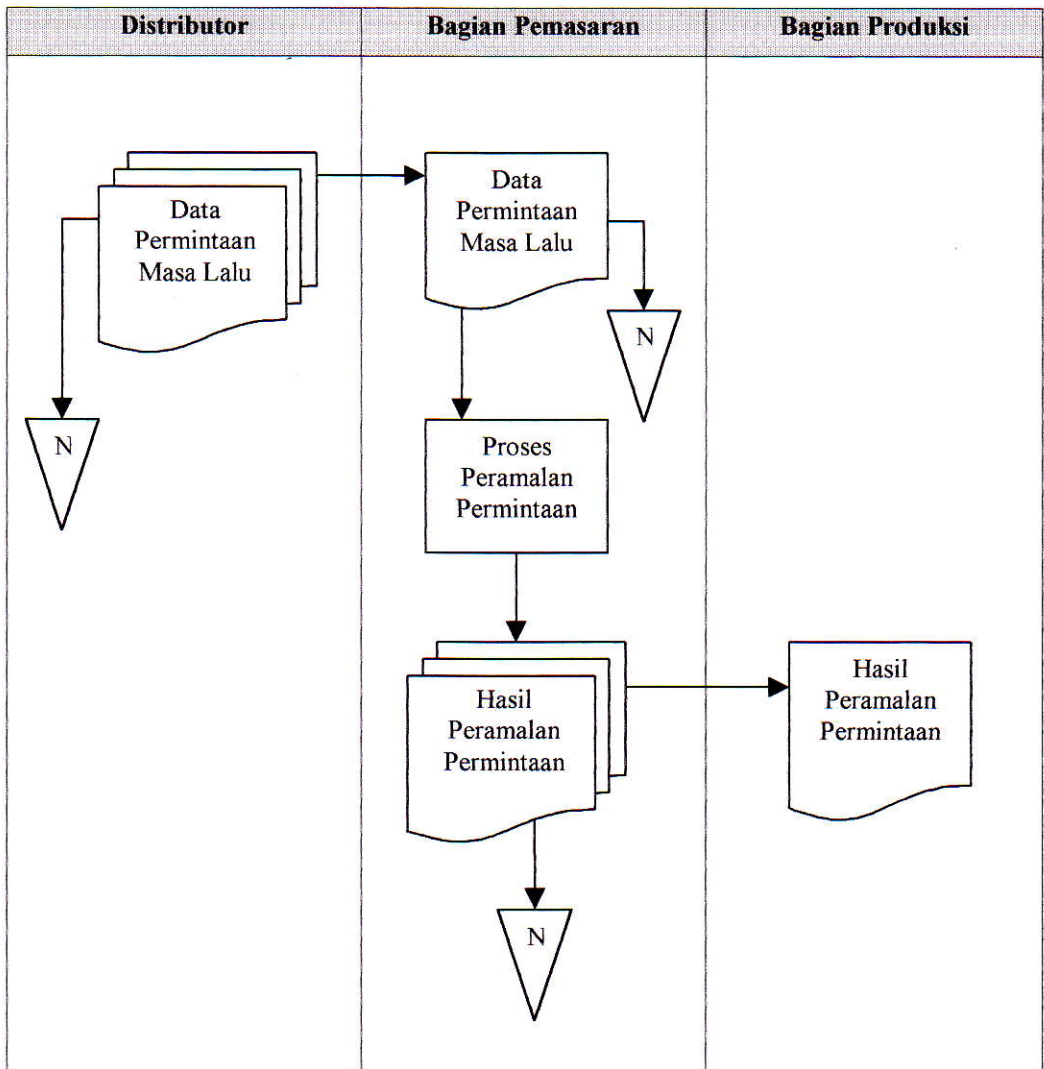 Distributor
Bagian Pemasaran
Bagian Produksi
Data
Permintaan
Masa Lalu
Data
Permintaan
Masa Lalu
N
N
Proses
Peramalan
Permintaan
Hasil
Peramalan
Permintaan
Hasil
Peramalan
Permintaan
N